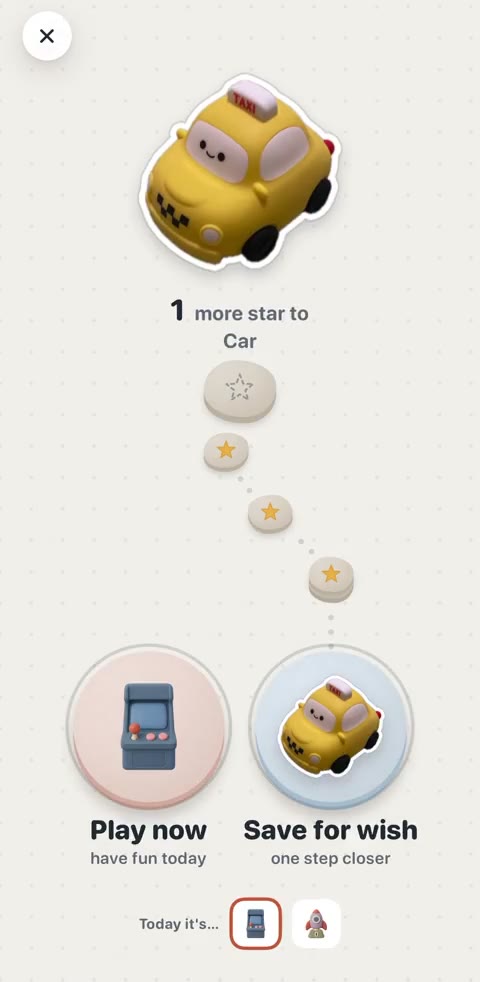 TAXI
1 more star to
Car
TAXI
Play now
Save for wish
have fun today
one step closer
Today it's...